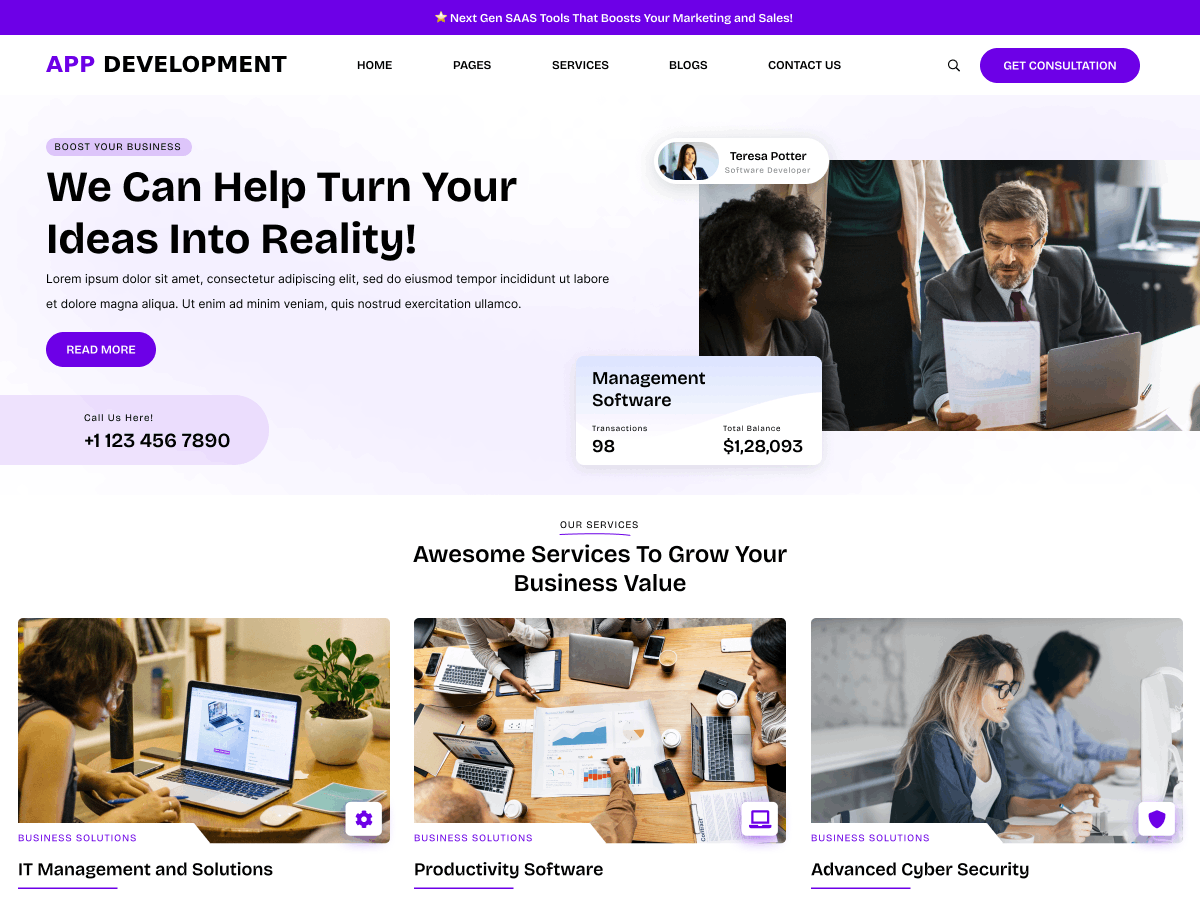 ⭐ Next Gen SAAS Tools That Boosts Your Marketing and Sales!
APP DEVELOPMENT
HOME
PAGES
SERVICES
BLOGS
CONTACT US
GET CONSULTATION
BOOST YOUR BUSINESS
We Can Help Turn Your
Ideas Into Reality!
Lorem ipsum dolor sit amet, consectetur adipiscing elit, sed do eiusmod tempor incididunt ut labore
et dolore magna aliqua. Ut enim ad minim veniam, quis nostrud exercitation ullamco.
READ MORE
Call Us Here!
+1 123 456 7890
Teresa Potter
Software Developer
Management
Software
Transactions
98
Total Balance
$1,28,093
OUR SERVICES
Awesome Services To Grow Your
Business Value
BUSINESS SOLUTIONS
IT Management and Solutions
BUSINESS SOLUTIONS
Productivity Software
BUSINESS SOLUTIONS
Advanced Cyber Security